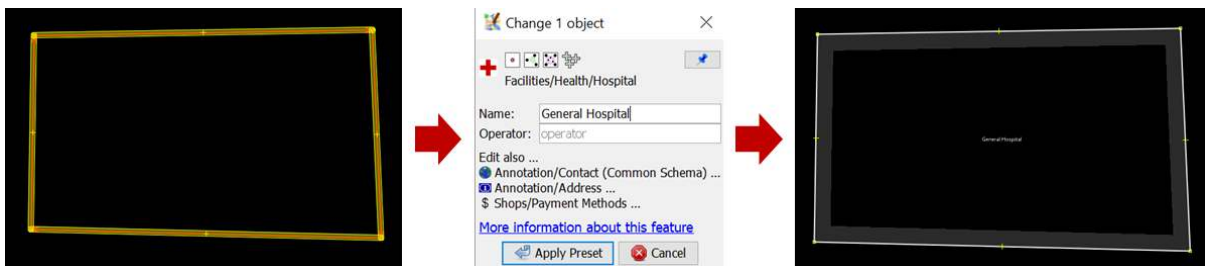 Change 1 object
Facilities/Health/Hospital
Name: General Hospital
Operator: operator
Edit also ...
Annotation/Contact (Common Schema) ...
Annotation/Address ...
$ Shops/Payment Methods ...
More information about this feature
Apply Preset Cancel
General Hospital